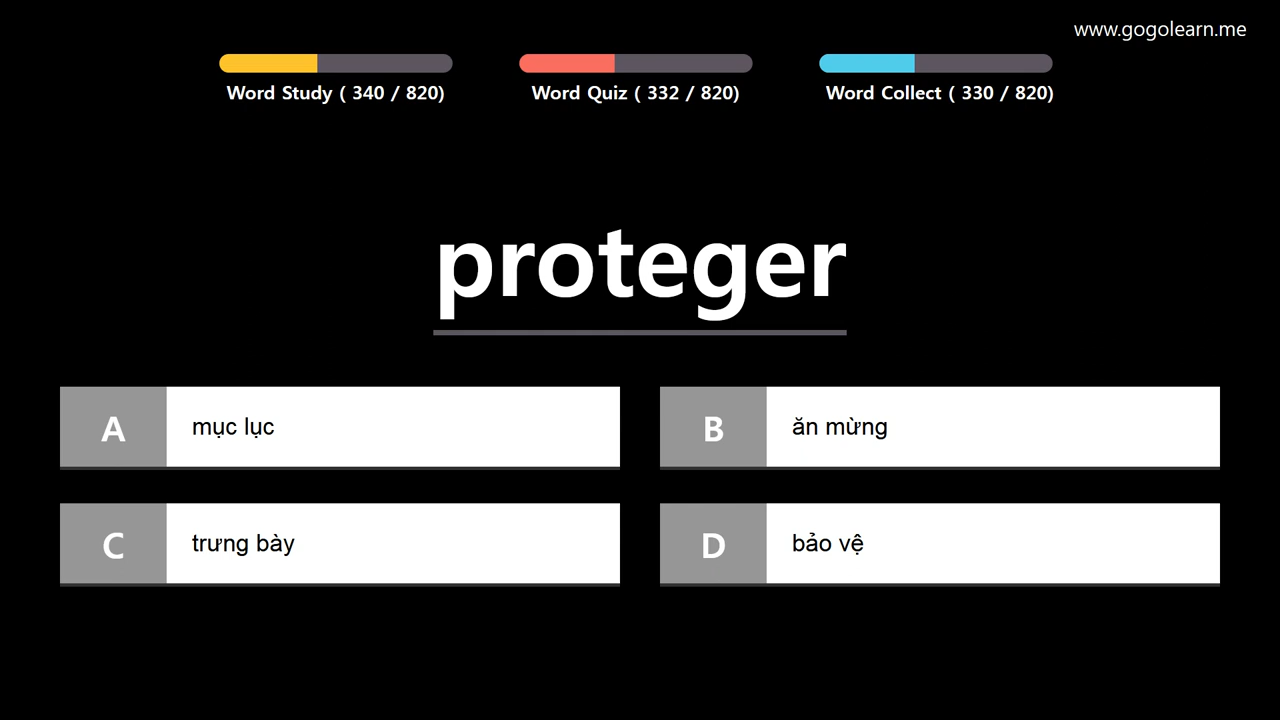 www.gogolearn.me
Word Study ( 340 / 820)
Word Quiz ( 332 / 820)
Word Collect ( 330 / 820)
proteger
A
mục lục
B
ăn mừng
C
trưng bày
D
bảo vệ